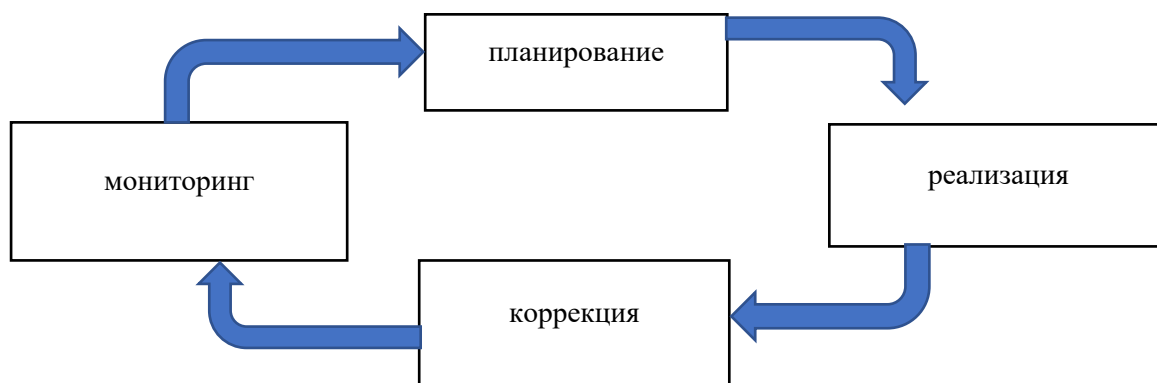 планирование
мониторинг
реализация
коррекция